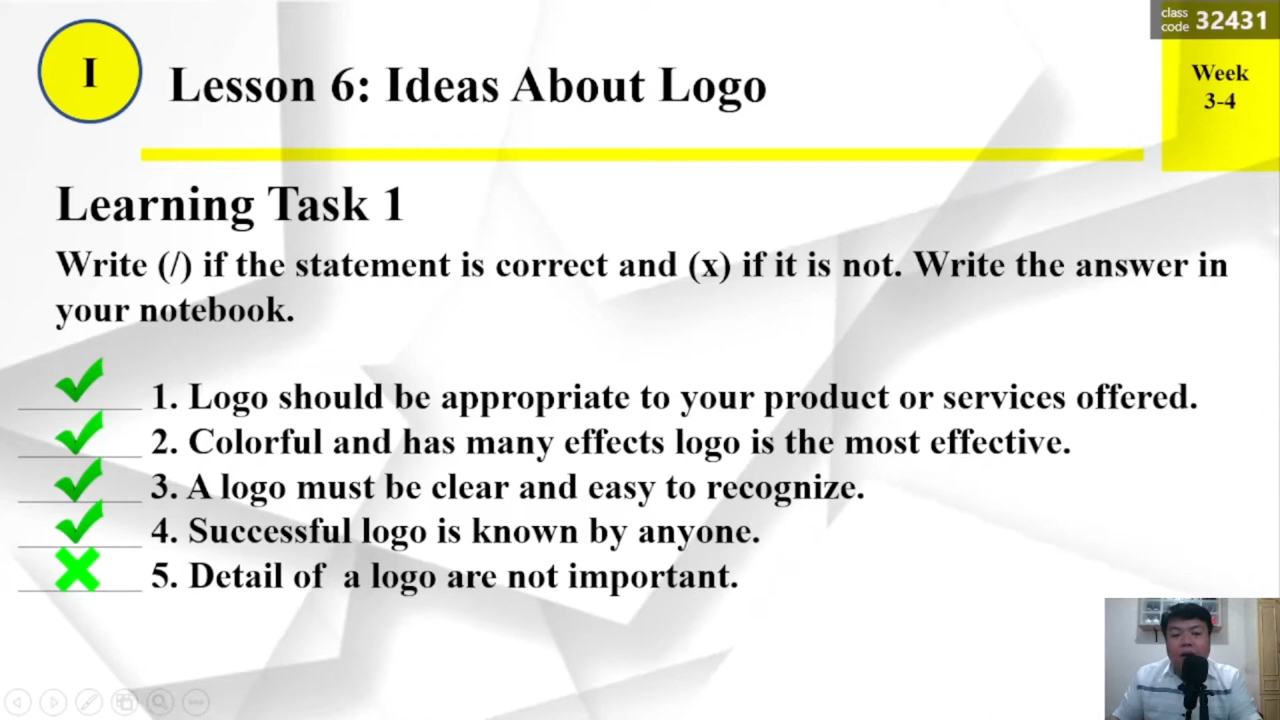 class
code 32431
I
Lesson 6: Ideas About Logo
Week
3-4
Learning Task 1
Write (/) if the statement is correct and (x) if it is not. Write the answer in
your notebook.
1. Logo should be appropriate to your product or services offered.
2. Colorful and has many effects logo is the most effective.
3. A logo must be clear and easy to recognize.
4. Successful logo is known by anyone.
5. Detail of a logo are not important.